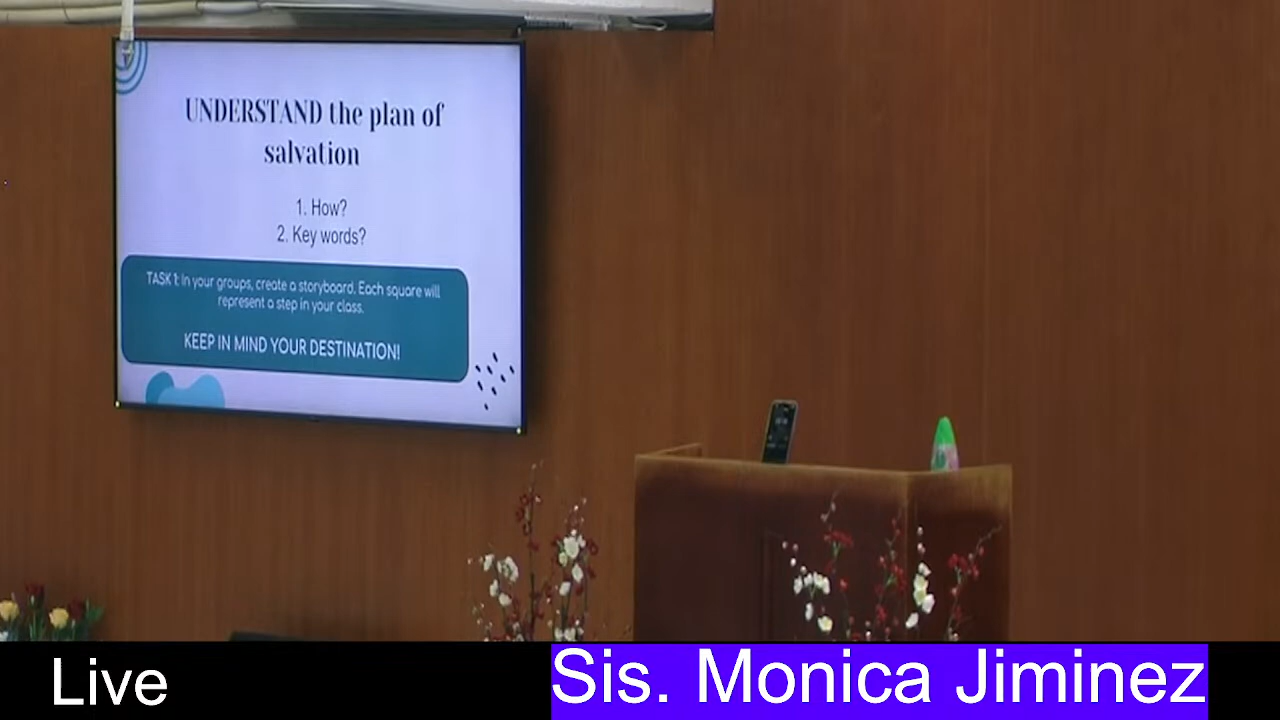 UNDERSTAND the plan of
salvation
1. How?
2. Key words?
TASK 1: In your groups, create a storyboard. Each square will
represent a step in your class.
KEEP IN MIND YOUR DESTINATION!
Live
Sis. Monica Jiminez